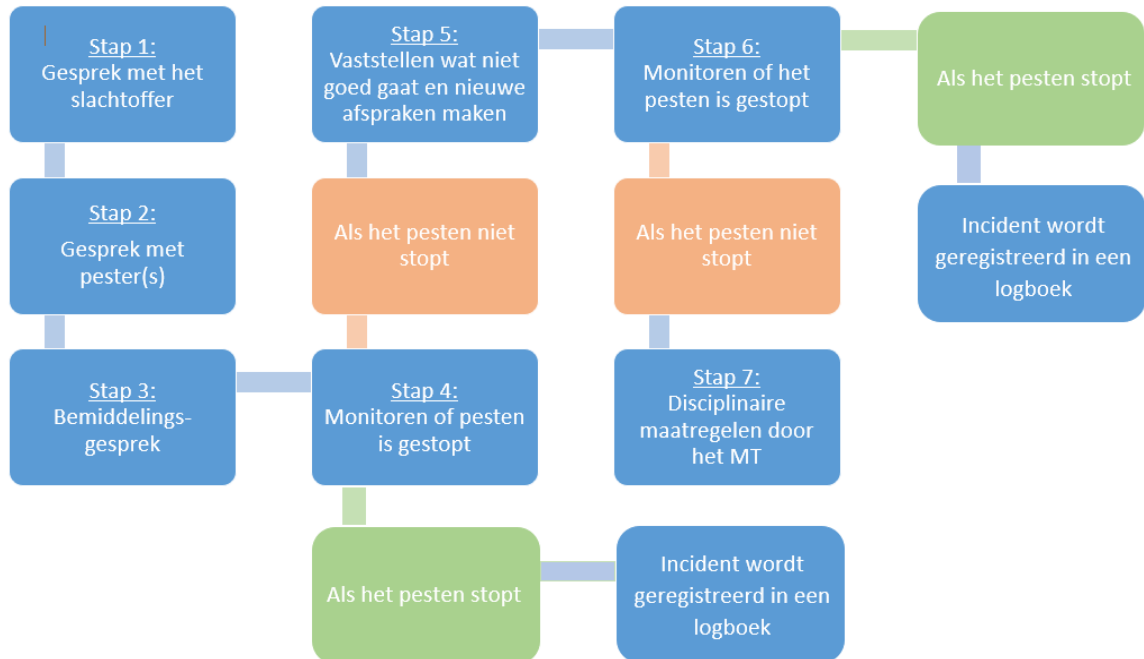 Stap 1:
Gesprek met het
slachtoffer
Stap 2:
Gesprek met
pester(s)
Stap 3:
Bemiddelings-
gesprek
Stap 4:
Monitoren of pesten
is gestopt
Als het pesten stopt
Incident wordt
geregistreerd in een
logboek
Als het pesten niet
stopt
Stap 5:
Vaststellen wat niet
goed gaat en nieuwe
afspraken maken
Stap 6:
Monitoren of het
pesten is gestopt
Als het pesten niet
stopt
Stap 7:
Disciplinaire
maatregelen door
het MT
Als het pesten stopt
Incident wordt
geregistreerd in een
logboek